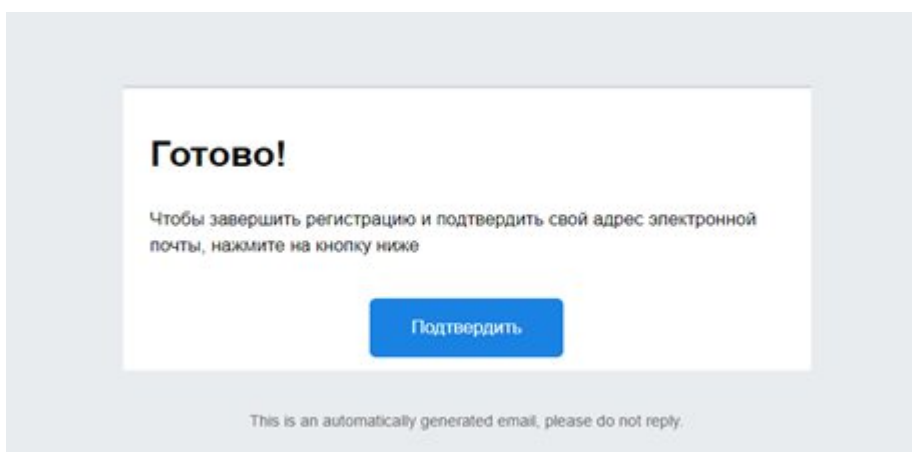 Готово!
Чтобы завершить регистрацию и подтвердить свой адрес электронной
почты, нажмите на кнопку ниже
Подтвердить
This is an automatically generated email, please do not reply.